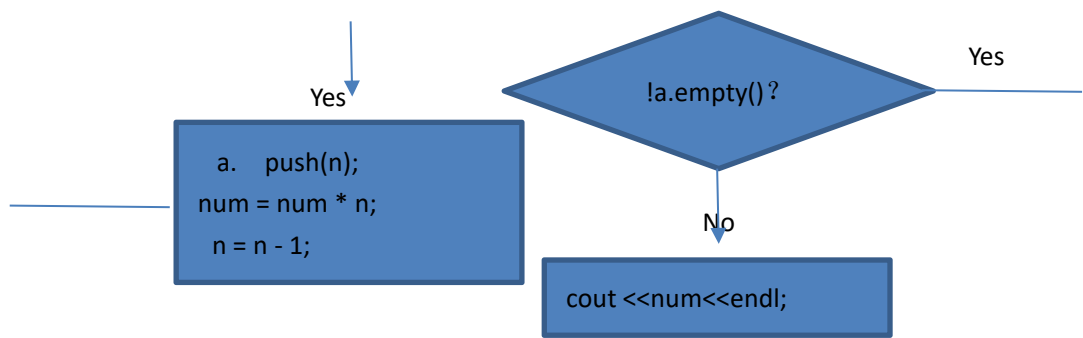 Yes
a. push(n);
num = num * n;
n = n - 1;
!a.empty()？
Yes
No
cout <<num<<endl;